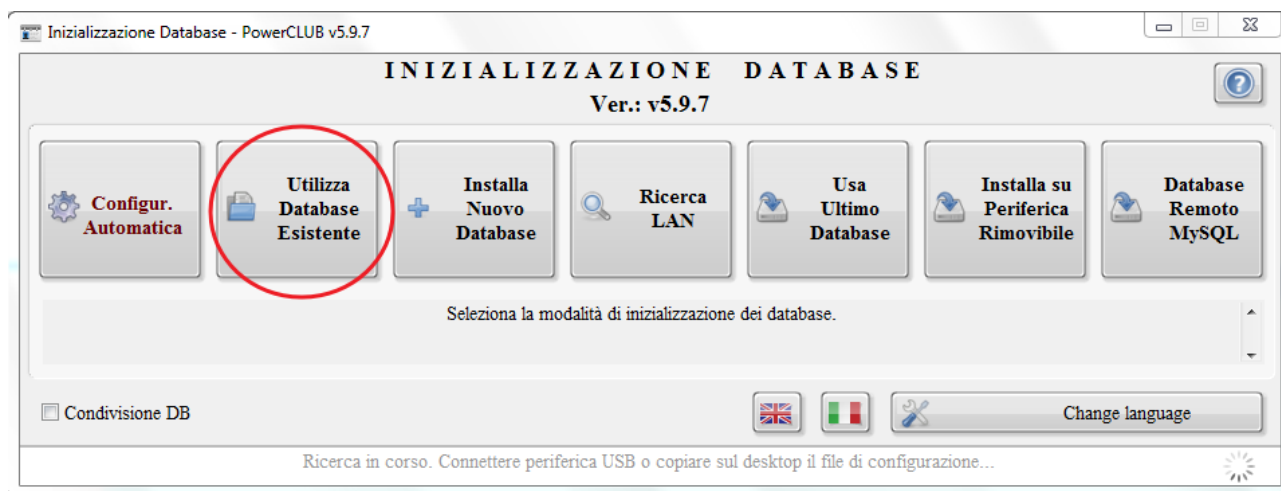 Inizializzazione Database - PowerCLUB v5.9.7
INIZIALIZZAZIONE DATABASE
Ver.: v5.9.7
Configur.
Automatica
Utilizza
Database
Esistente
Installa
Nuovo
Database
Ricerca
LAN
Usa
Ultimo
Database
Installa su
Periferica
Rimovibile
Database
Remoto
MySQL
Seleziona la modalità di inizializzazione dei database.
Condivisione DB
Change language
Ricerca in corso. Connettere periferica USB o copiare sul desktop il file di configurazione...